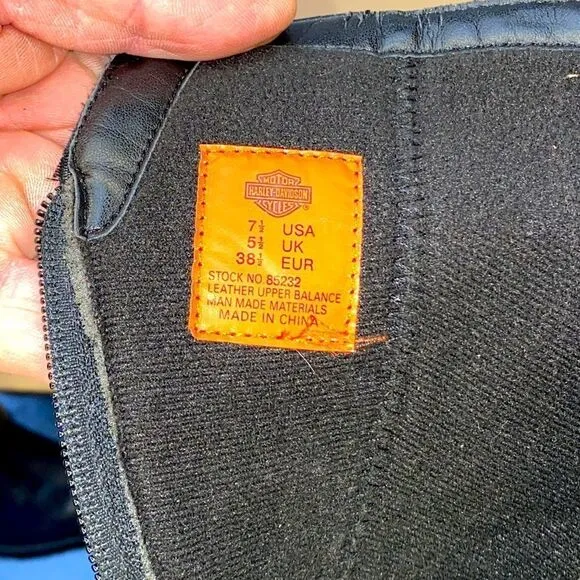 MOTOR
HARLEY-DAVIDSON
CYCLES
®
7½ USA
5½ UK
38½ EUR
STOCK NO. 85232
LEATHER UPPER BALANCE
MAN MADE MATERIALS
MADE IN CHINA